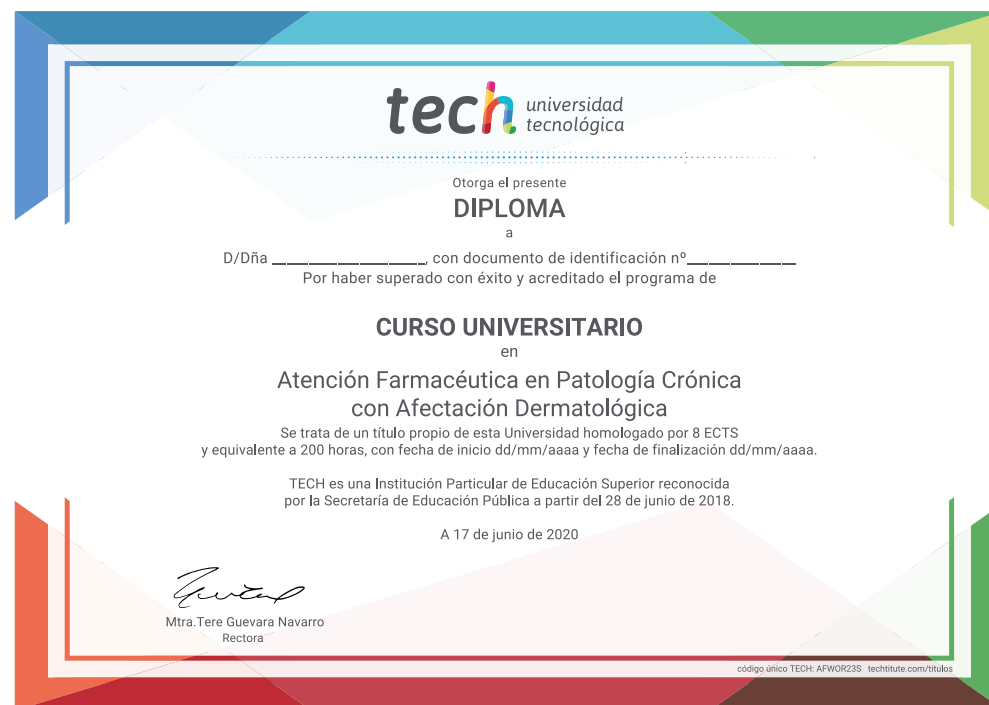 tech universidad
tecnológica
Otorga el presente
DIPLOMA
a
D/Dña ____________________, con documento de identificación nº______________
Por haber superado con éxito y acreditado el programa de
CURSO UNIVERSITARIO
en
Atención Farmacéutica en Patología Crónica
con Afectación Dermatológica
Se trata de un título propio de esta Universidad homologado por 8 ECTS
y equivalente a 200 horas, con fecha de inicio dd/mm/aaaa y fecha de finalización dd/mm/aaaa.
TECH es una Institución Particular de Educación Superior reconocida
por la Secretaría de Educación Pública a partir del 28 de junio de 2018.
A 17 de junio de 2020
Mtra.Tere Guevara Navarro
Rectora
código único TECH: AFWOR23S techtitute.com/titulos